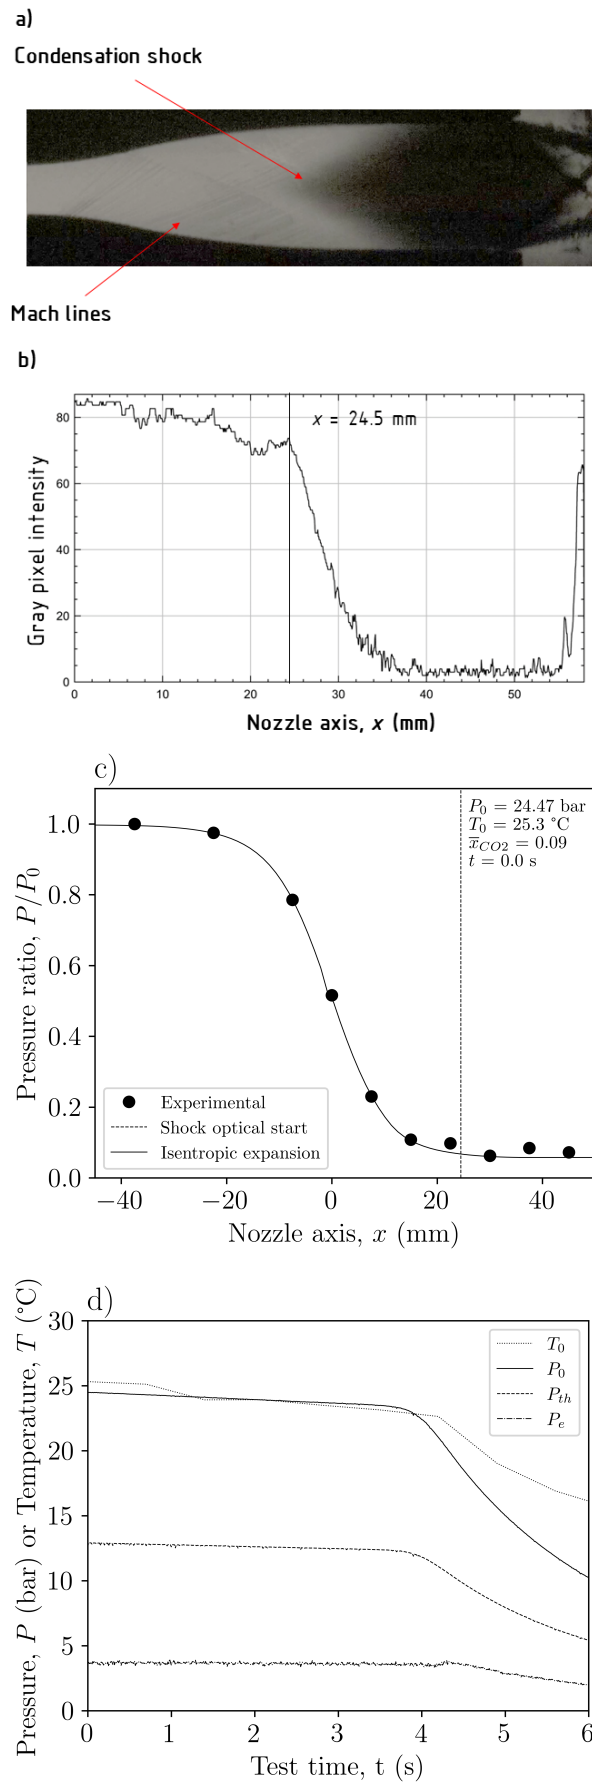 a)
Condensation shock
Mach lines
b)
80
60
40
20
0
x = 24.5 mm
Gray pixel intensity
0 10 20 30 40 50
Nozzle axis, x (mm)
c)
1.0
0.8
0.6
0.4
0.2
0.0
Pressure ratio, P/P0
P0 = 24.47 bar
T0 = 25.3 °C
x̅CO2 = 0.09
t = 0.0 s
Experimental
Shock optical start
Isentropic expansion
−40 −20 0 20 40
Nozzle axis, x (mm)
d)
30
25
20
15
10
5
0
Pressure, P (bar) or Temperature, T (°C)
T0
P0
Pth
Pe
0 1 2 3 4 5 6
Test time, t (s)